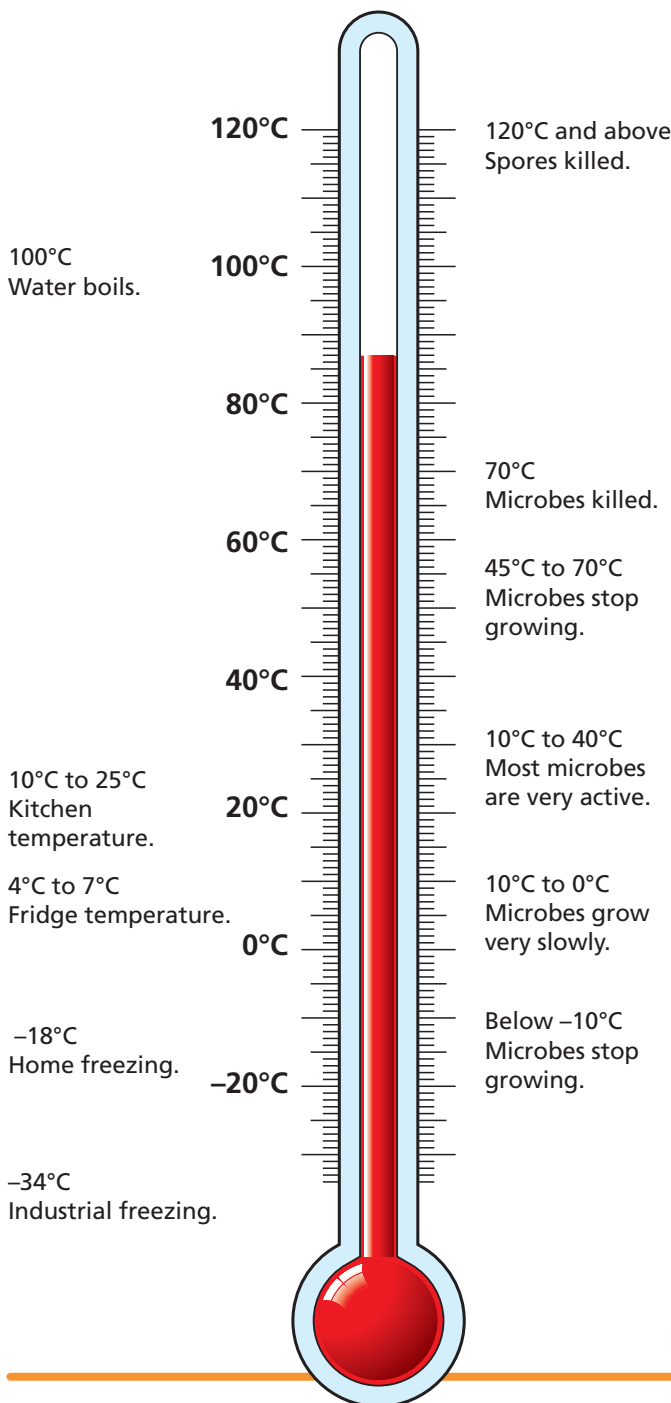 120°C
100°C
80°C
60°C
40°C
20°C
0°C
–20°C
100°C
Water boils.
10°C to 25°C
Kitchen
temperature.
4°C to 7°C
Fridge temperature.
–18°C
Home freezing.
–34°C
Industrial freezing.
120°C and above
Spores killed.
70°C
Microbes killed.
45°C to 70°C
Microbes stop
growing.
10°C to 40°C
Most microbes
are very active.
10°C to 0°C
Microbes grow
very slowly.
Below –10°C
Microbes stop
growing.